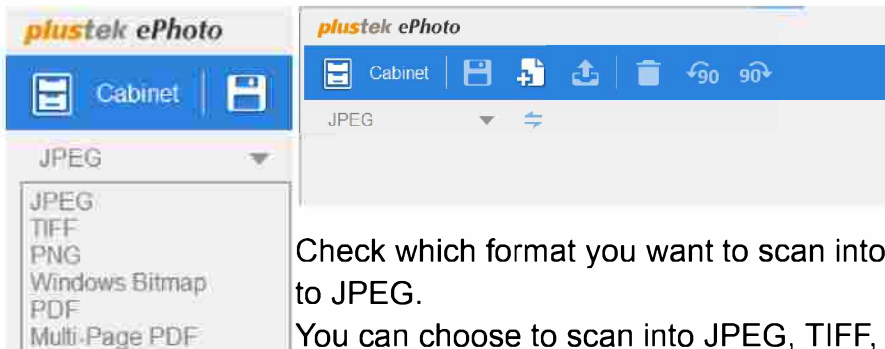 plustek ePhoto
Cabinet
JPEG
JPEG
TIFF
PNG
Windows Bitmap
PDF
Multi-Page PDF
plustek ePhoto
Cabinet
90 90
JPEG
Check which format you want to scan into
to JPEG.
You can choose to scan into JPEG, TIFF,